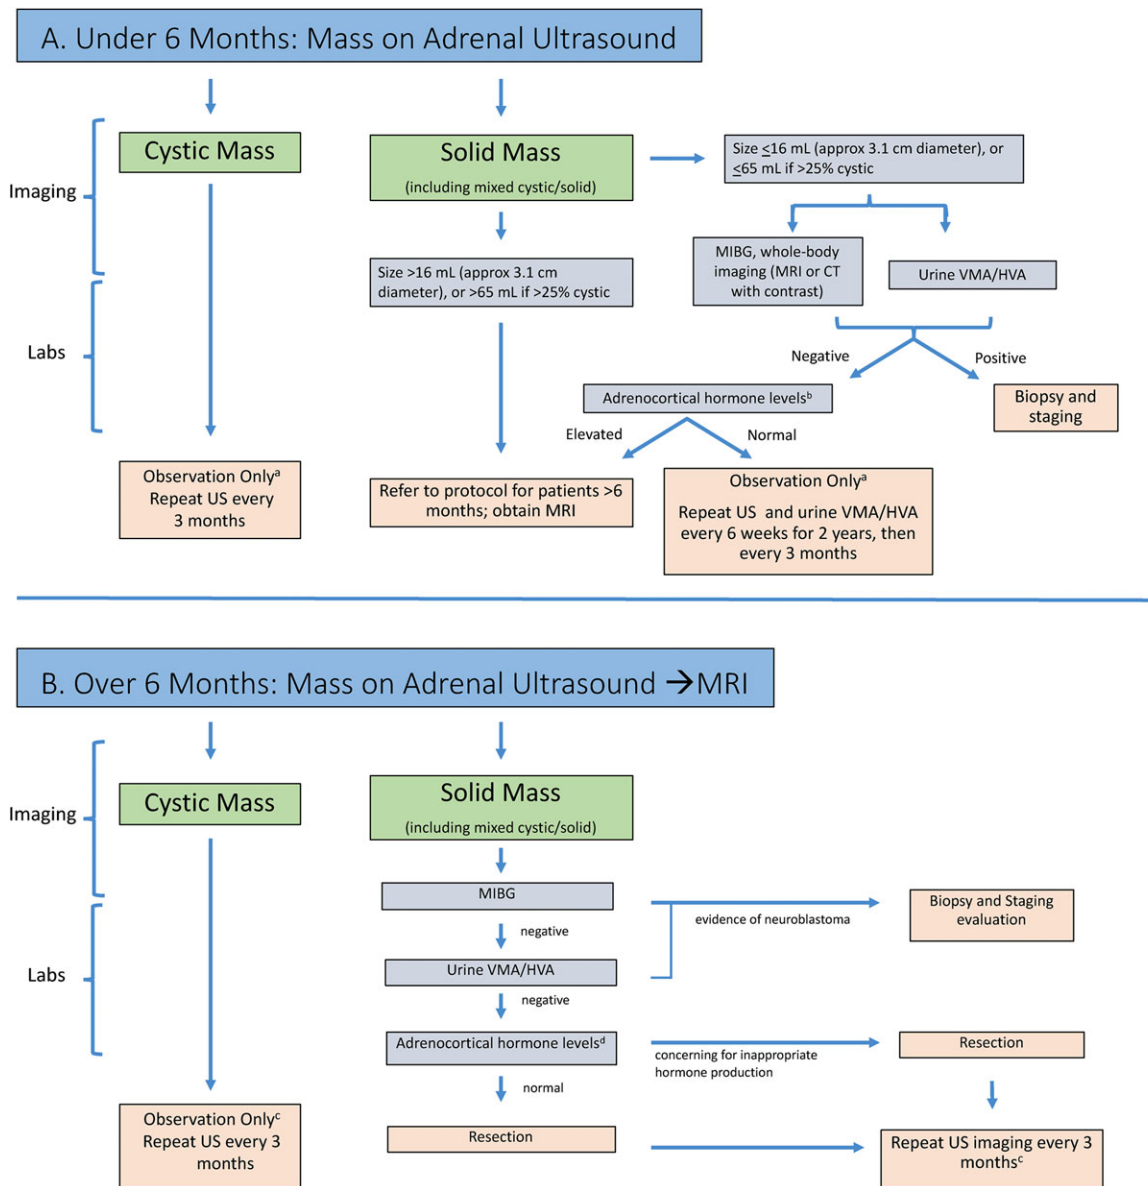 A. Under 6 Months: Mass on Adrenal Ultrasound
Imaging
Labs
Cystic Mass
Observation Onlyᵃ
Repeat US every
3 months
Solid Mass
(including mixed cystic/solid)
Size >16 mL (approx 3.1 cm
diameter), or >65 mL if >25% cystic
Size ≤16 mL (approx 3.1 cm diameter), or
≤65 mL if >25% cystic
MIBG, whole-body
imaging (MRI or CT
with contrast)
Urine VMA/HVA
Negative
Positive
Adrenocortical hormone levelsᵇ
Biopsy and
staging
Elevated
Normal
Refer to protocol for patients >6
months; obtain MRI
Observation Onlyᵃ
Repeat US and urine VMA/HVA
every 6 weeks for 2 years, then
every 3 months
B. Over 6 Months: Mass on Adrenal Ultrasound →MRI
Imaging
Labs
Cystic Mass
Observation Onlyᶜ
Repeat US every 3
months
Solid Mass
(including mixed cystic/solid)
MIBG
evidence of neuroblastoma
Biopsy and Staging
evaluation
negative
Urine VMA/HVA
negative
Adrenocortical hormone levelsᵈ
concerning for inappropriate
hormone production
Resection
normal
Resection
Repeat US imaging every 3
monthsᶜ